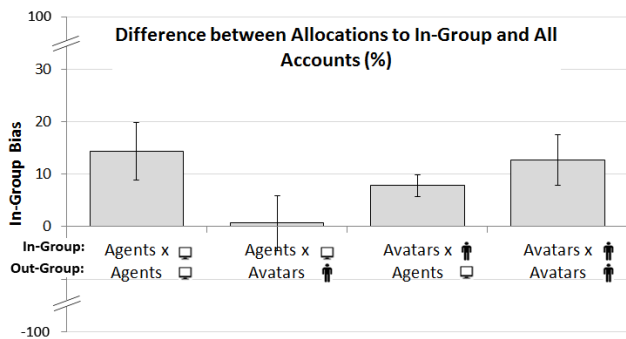 100
Difference between Allocations to In-Group and All
Accounts (%)
30
20
10
0
In-Group Bias
In-Group: Agents x Agents x Avatars x Avatars x
Out-Group: Agents Avatars Agents Avatars
-100